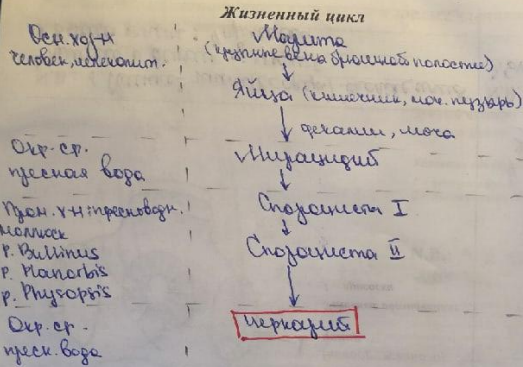 Жизненный цикл
Осн. хоз-н
человек, млекопит.
Марита
(крупные вены брюшной полости)
Яйца (кишечник, моч. пузырь)
фекалии, моча
Окр. ср.
пресная вода
Мирацидий
Пром. х-н: пресноводн.
моллюск
р. Bullinus
р. Planorbis
р. Physopsis
Спороциста I
Спороциста II
Окр. ср.
пресн. вода
Церкарий